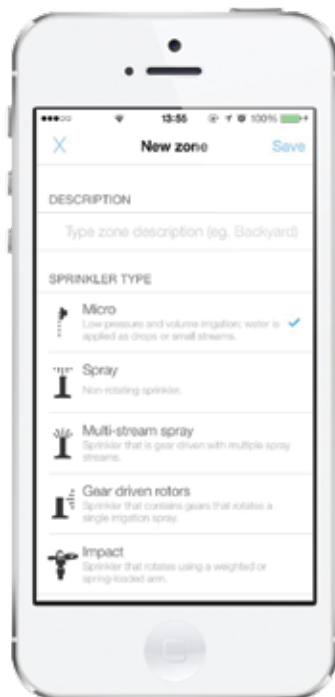 13:55 100%
X New zone Save
DESCRIPTION
Type zone description (eg. Backyard)
SPRINKLER TYPE
Micro
Low pressure and volume irrigation; water is
applied as drops or small streams.
Spray
Non-rotating sprinkler.
Multi-stream spray
Sprinkler that is gear driven with multiple spray
streams.
Gear driven rotors
Sprinkler that contains gears that rotates a
single irrigation spray.
Impact
Sprinkler that rotates using a weighted or
spring-loaded arm.